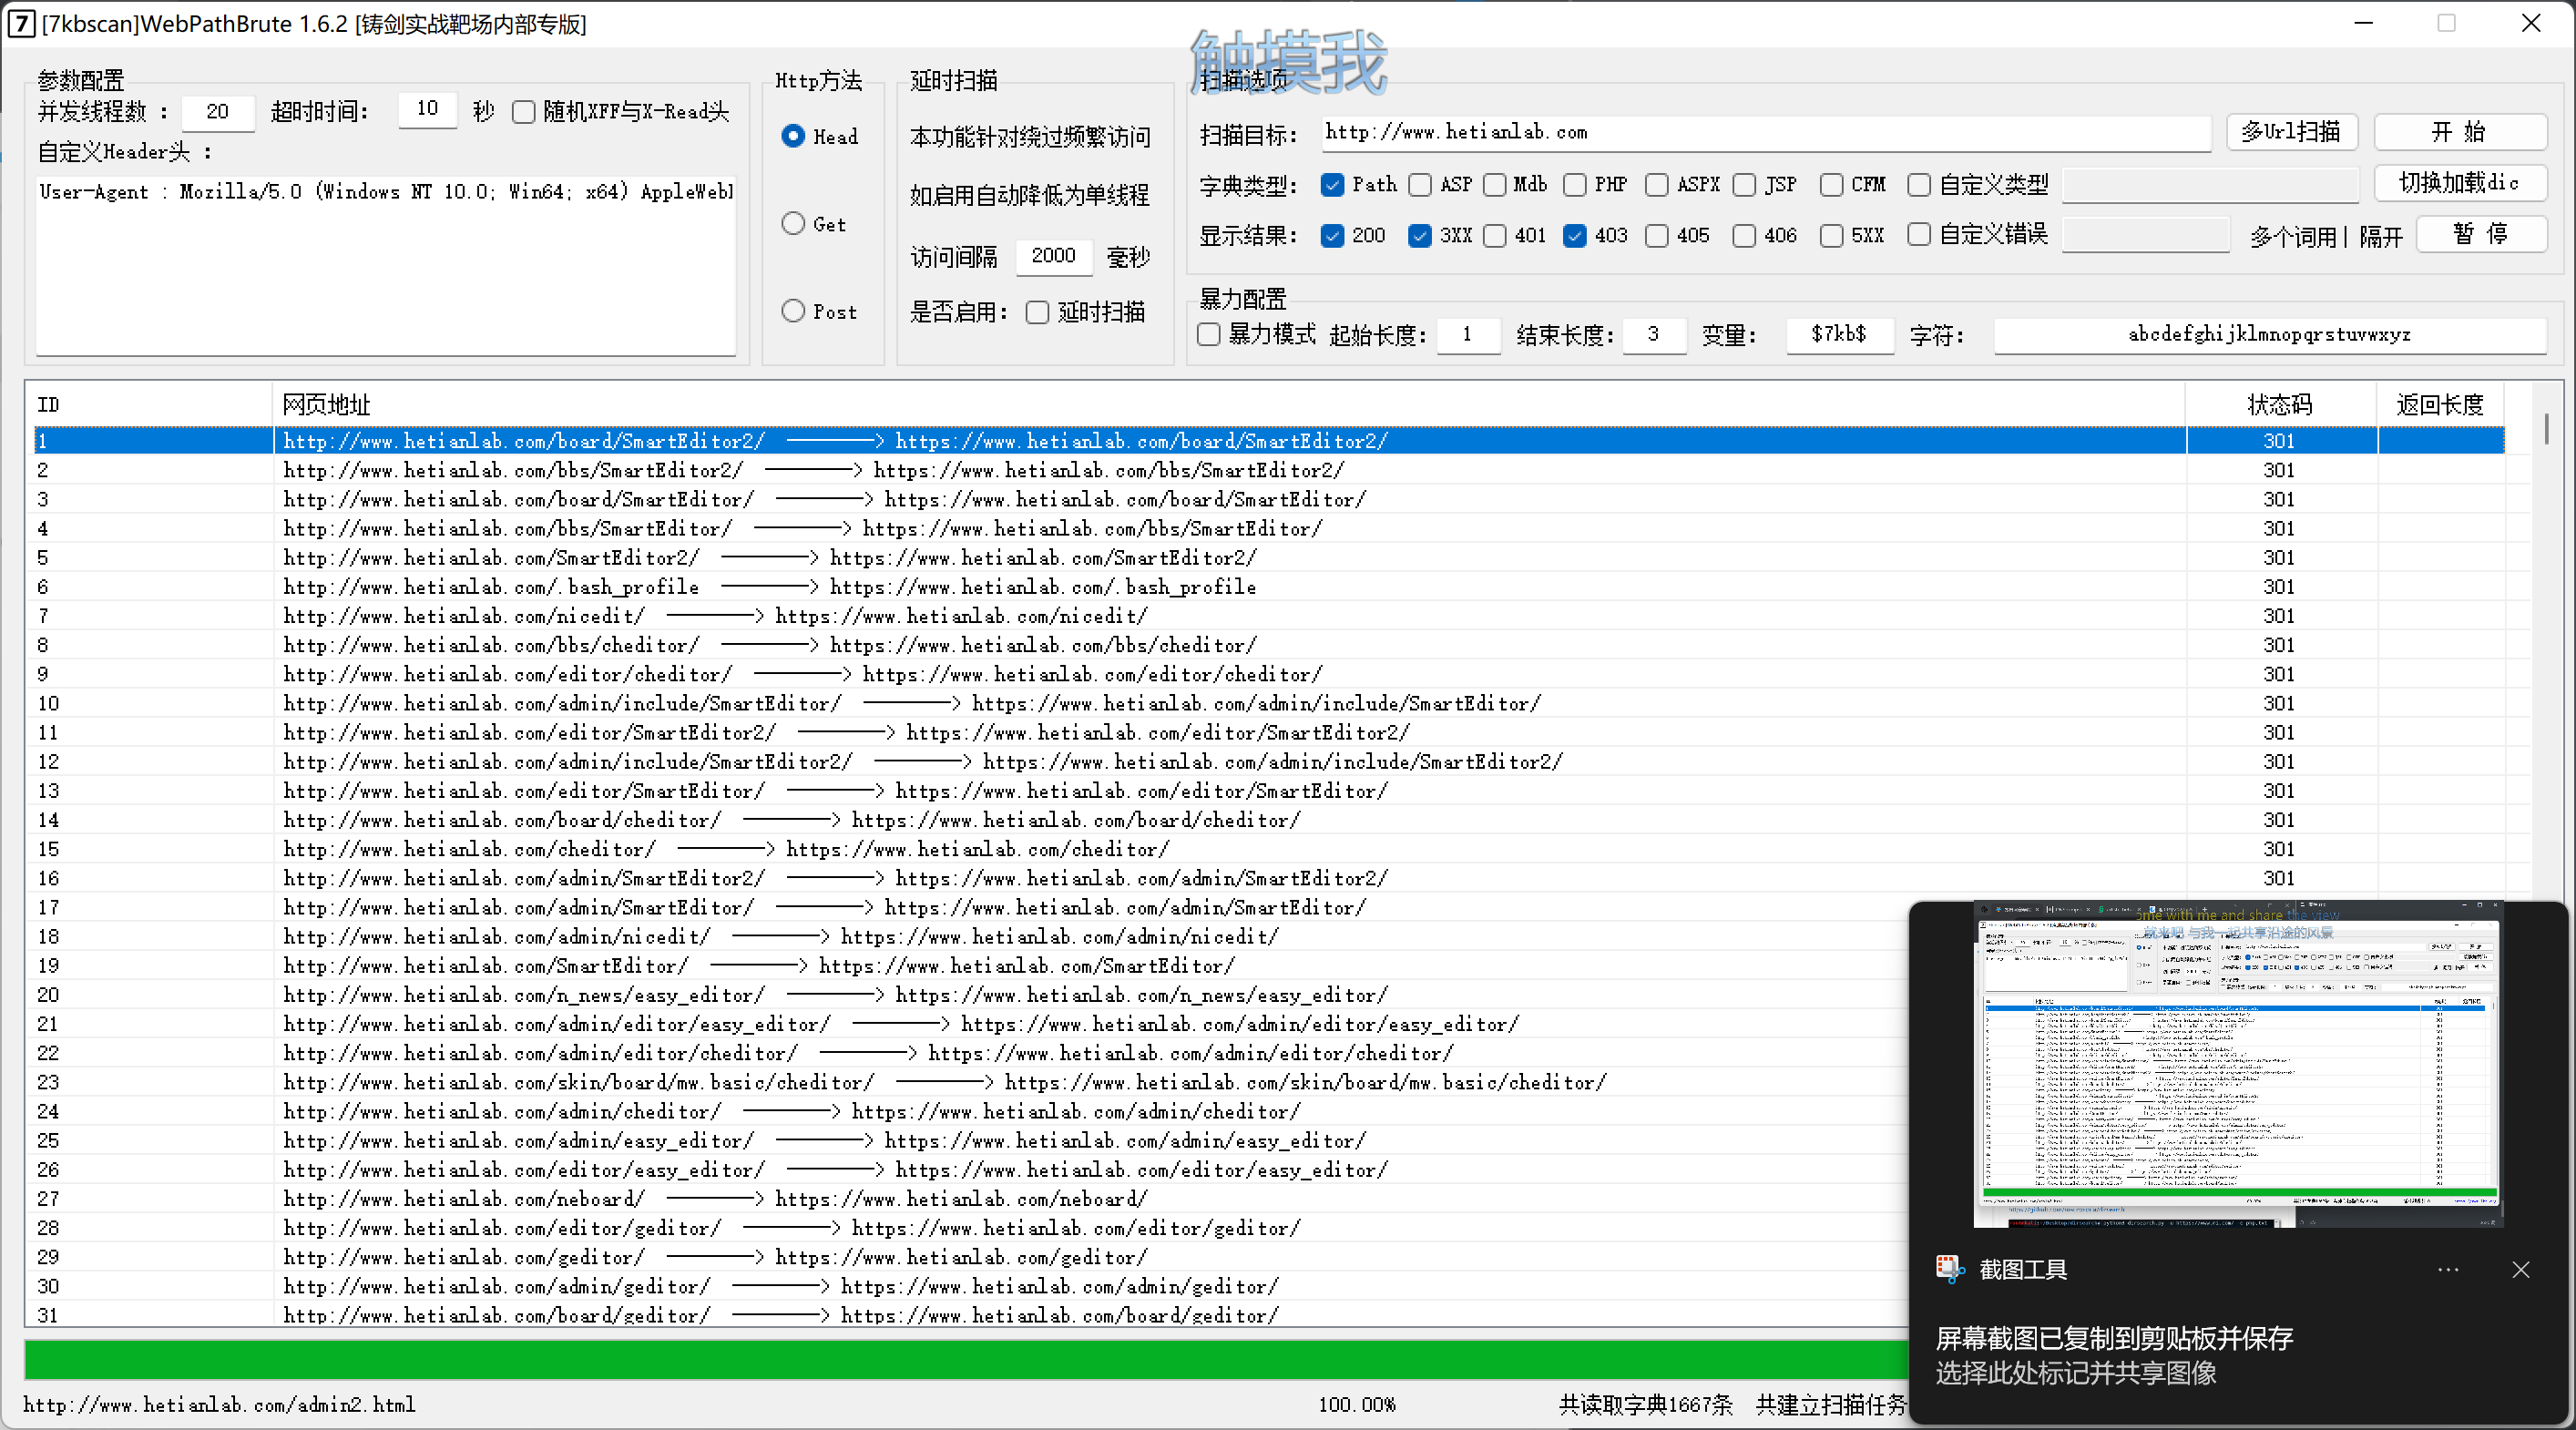 [7kbscan]WebPathBrute 1.6.2 [铸剑实战靶场内部专版]
触摸我
参数配置
并发线程数 : 20 超时时间: 10 秒 随机XFF与X-Read头
自定义Header头 :
User-Agent : Mozilla/5.0 (Windows NT 10.0; Win64; x64) AppleWeb
Http方法
Head
Get
Post
延时扫描
本功能针对绕过频繁访问
如启用自动降低为单线程
访问间隔 2000 毫秒
是否启用: 延时扫描
扫描选项
扫描目标: http://www.hetianlab.com 多Url扫描 开 始
字典类型: Path ASP Mdb PHP ASPX JSP CFM 自定义类型 切换加载dic
显示结果: 200 3XX 401 403 405 406 5XX 自定义错误 多个词用| 隔开 暂 停
暴力配置
暴力模式 起始长度: 1 结束长度: 3 变量: $7kb$ 字符: abcdefghijklmnopqrstuvwxyz
ID 网页地址 状态码 返回长度
1 http://www.hetianlab.com/board/SmartEditor2/ ————> https://www.hetianlab.com/board/SmartEditor2/ 301
2 http://www.hetianlab.com/bbs/SmartEditor2/ ————> https://www.hetianlab.com/bbs/SmartEditor2/ 301
3 http://www.hetianlab.com/board/SmartEditor/ ————> https://www.hetianlab.com/board/SmartEditor/ 301
4 http://www.hetianlab.com/bbs/SmartEditor/ ————> https://www.hetianlab.com/bbs/SmartEditor/ 301
5 http://www.hetianlab.com/SmartEditor2/ ————> https://www.hetianlab.com/SmartEditor2/ 301
6 http://www.hetianlab.com/.bash_profile ————> https://www.hetianlab.com/.bash_profile 301
7 http://www.hetianlab.com/nicedit/ ————> https://www.hetianlab.com/nicedit/ 301
8 http://www.hetianlab.com/bbs/cheditor/ ————> https://www.hetianlab.com/bbs/cheditor/ 301
9 http://www.hetianlab.com/editor/cheditor/ ————> https://www.hetianlab.com/editor/cheditor/ 301
10 http://www.hetianlab.com/admin/include/SmartEditor/ ————> https://www.hetianlab.com/admin/include/SmartEditor/ 301
11 http://www.hetianlab.com/editor/SmartEditor2/ ————> https://www.hetianlab.com/editor/SmartEditor2/ 301
12 http://www.hetianlab.com/admin/include/SmartEditor2/ ————> https://www.hetianlab.com/admin/include/SmartEditor2/ 301
13 http://www.hetianlab.com/editor/SmartEditor/ ————> https://www.hetianlab.com/editor/SmartEditor/ 301
14 http://www.hetianlab.com/board/cheditor/ ————> https://www.hetianlab.com/board/cheditor/ 301
15 http://www.hetianlab.com/cheditor/ ————> https://www.hetianlab.com/cheditor/ 301
16 http://www.hetianlab.com/admin/SmartEditor2/ ————> https://www.hetianlab.com/admin/SmartEditor2/ 301
17 http://www.hetianlab.com/admin/SmartEditor/ ————> https://www.hetianlab.com/admin/SmartEditor/
18 http://www.hetianlab.com/admin/nicedit/ ————> https://www.hetianlab.com/admin/nicedit/
19 http://www.hetianlab.com/SmartEditor/ ————> https://www.hetianlab.com/SmartEditor/
20 http://www.hetianlab.com/n_news/easy_editor/ ————> https://www.hetianlab.com/n_news/easy_editor/
21 http://www.hetianlab.com/admin/editor/easy_editor/ ————> https://www.hetianlab.com/admin/editor/easy_editor/
22 http://www.hetianlab.com/admin/editor/cheditor/ ————> https://www.hetianlab.com/admin/editor/cheditor/
23 http://www.hetianlab.com/skin/board/mw.basic/cheditor/ ————> https://www.hetianlab.com/skin/board/mw.basic/cheditor/
24 http://www.hetianlab.com/admin/cheditor/ ————> https://www.hetianlab.com/admin/cheditor/
25 http://www.hetianlab.com/admin/easy_editor/ ————> https://www.hetianlab.com/admin/easy_editor/
26 http://www.hetianlab.com/editor/easy_editor/ ————> https://www.hetianlab.com/editor/easy_editor/
27 http://www.hetianlab.com/neboard/ ————> https://www.hetianlab.com/neboard/
28 http://www.hetianlab.com/editor/geditor/ ————> https://www.hetianlab.com/editor/geditor/
29 http://www.hetianlab.com/geditor/ ————> https://www.hetianlab.com/geditor/
30 http://www.hetianlab.com/admin/geditor/ ————> https://www.hetianlab.com/admin/geditor/
31 http://www.hetianlab.com/board/geditor/ ————> https://www.hetianlab.com/board/geditor/
http://www.hetianlab.com/admin2.html 100.00% 共读取字典1667条 共建立扫描任务
ome with me and share the view
就来吧 与我一起共享沿途的风景
截图工具
屏幕截图已复制到剪贴板并保存
选择此处标记并共享图像